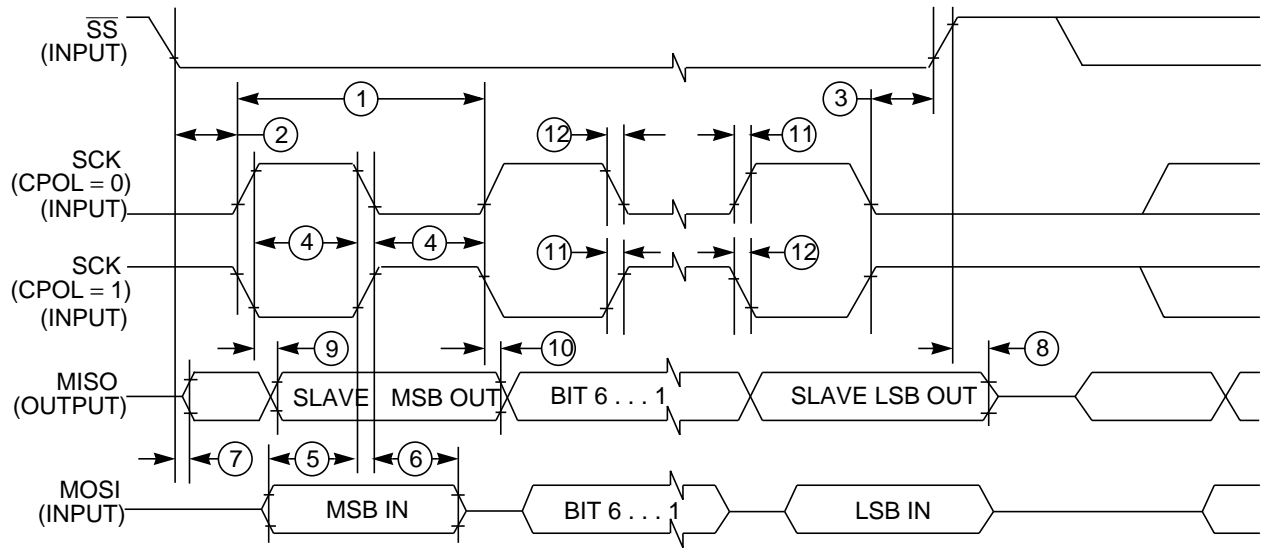 SS
(INPUT)
1
3
2
12
11
SCK
(CPOL = 0)
(INPUT)
4
4
SCK
(CPOL = 1)
(INPUT)
11
12
9
10
8
MISO
(OUTPUT)
SLAVE MSB OUT
BIT 6 . . . 1
SLAVE LSB OUT
7
5
6
MOSI
(INPUT)
MSB IN
BIT 6 . . . 1
LSB IN